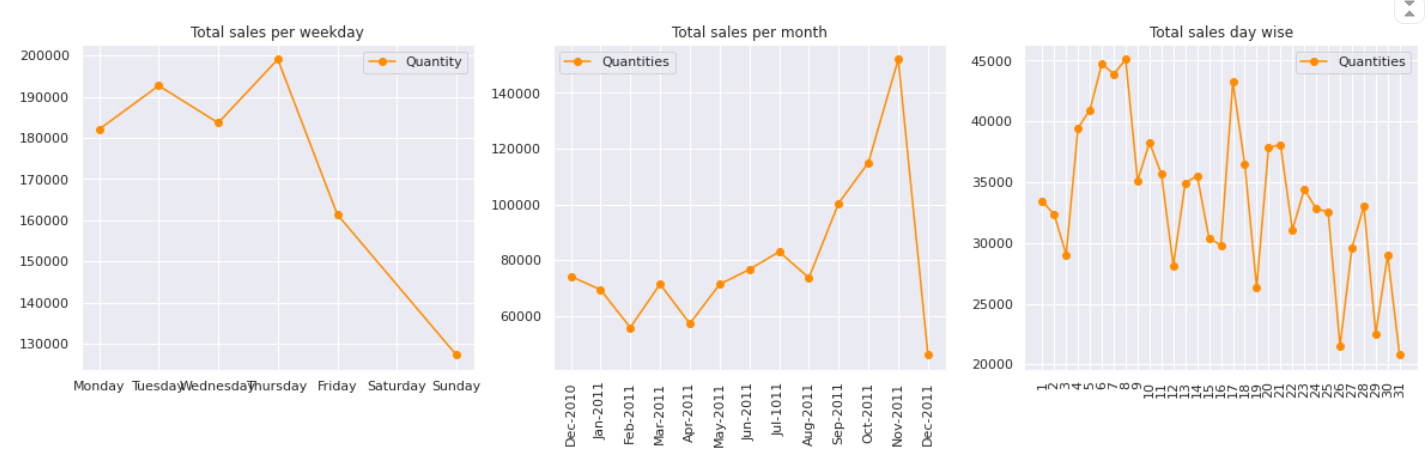 Total sales per weekday
Quantity
200000
190000
180000
170000
160000
150000
140000
130000
Monday Tuesday Wednesday Thursday Friday Saturday Sunday
Total sales per month
Quantities
140000
120000
100000
80000
60000
Dec-2010
Jan-2011
Feb-2011
Mar-2011
Apr-2011
May-2011
Jun-2011
Jul-1011
Aug-2011
Sep-2011
Oct-2011
Nov-2011
Dec-2011
Total sales day wise
Quantities
45000
40000
35000
30000
25000
20000
1
2
3
4
5
6
7
8
9
10
11
12
13
14
15
16
17
18
19
20
21
22
23
24
25
26
27
28
29
30
31